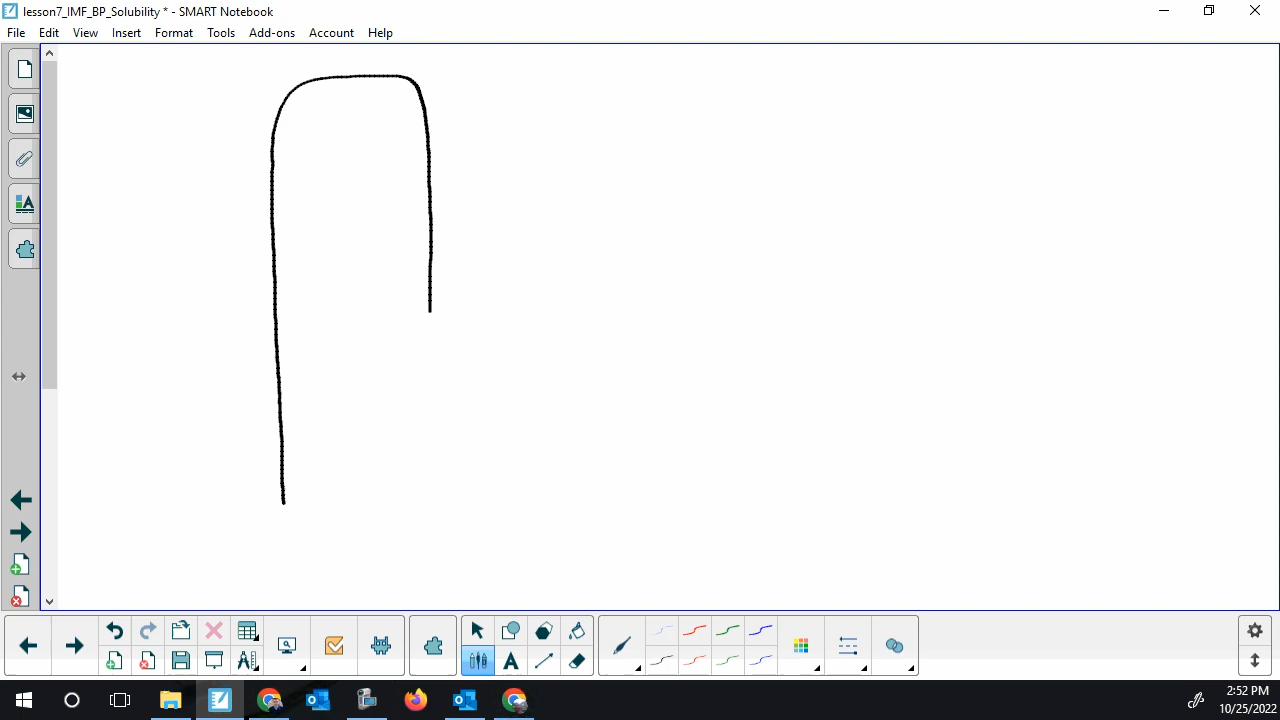 lesson7_IMF_BP_Solubility * - SMART Notebook
File Edit View Insert Format Tools Add-ons Account Help
2:52 PM
10/25/2022